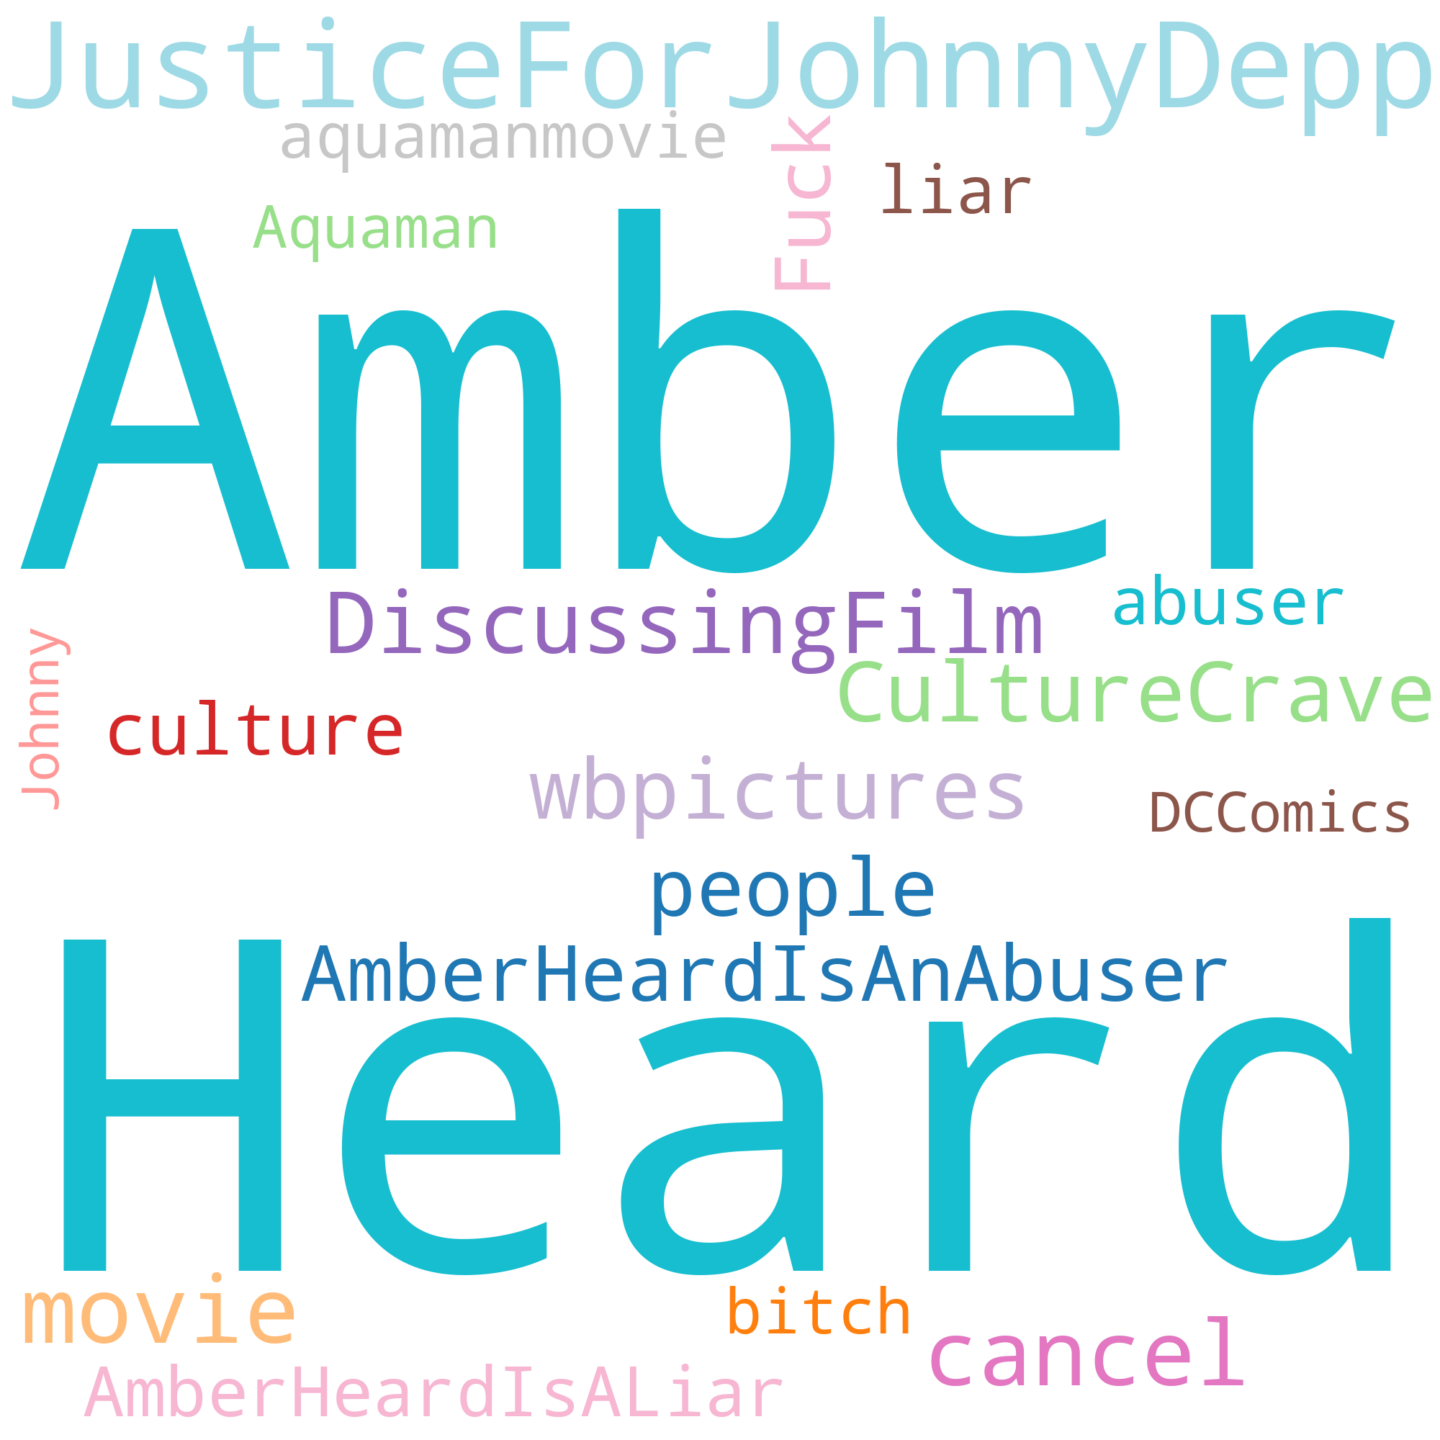 JusticeForJohnnyDepp
aquamanmovie
Fuck
liar
Aquaman
Amber
DiscussingFilm
abuser
CultureCrave
Johnny
culture
wbpictures
DCComics
people
AmberHeardIsAnAbuser
Heard
movie
bitch
cancel
AmberHeardIsALiar